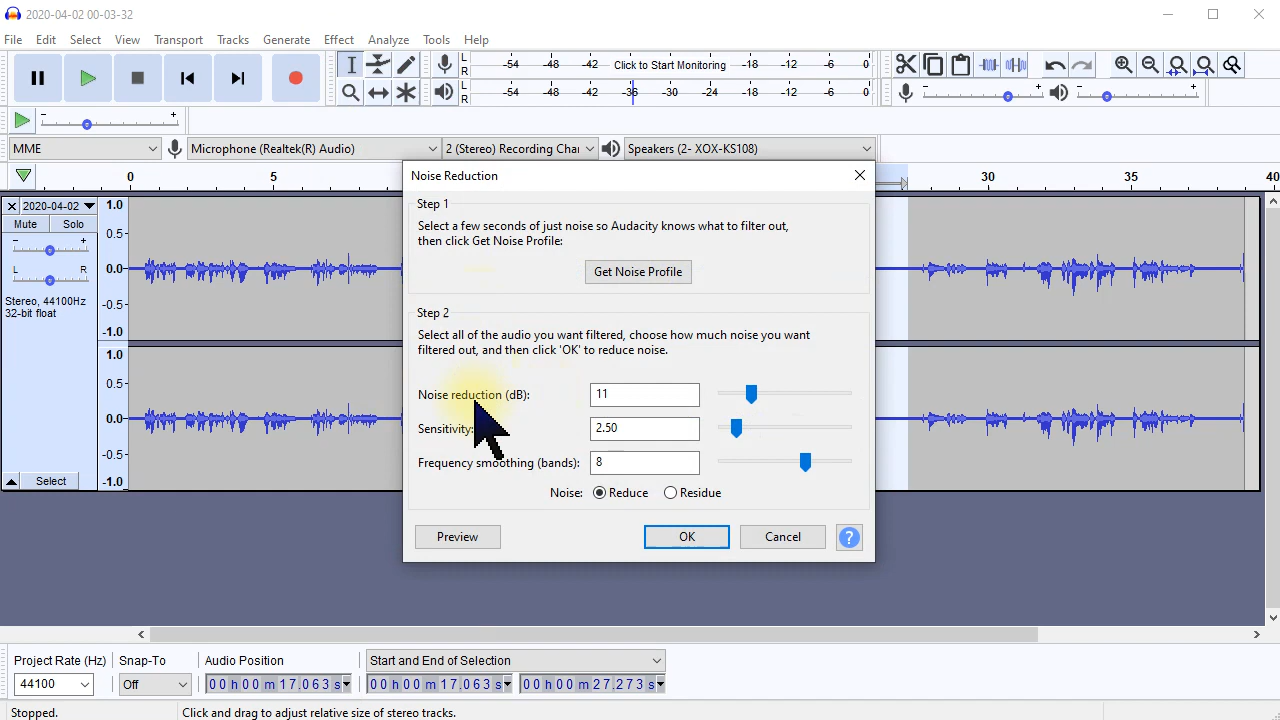 2020-04-02 00-03-32
File Edit Select View Transport Tracks Generate Effect Analyze Tools Help
L
R
-54 -48 -42 Click to Start Monitoring -18 -12 -6 0
L
R
-54 -48 -42 -36 -30 -24 -18 -12 -6 0
- +
- +
- +
MME Microphone (Realtek(R) Audio) 2 (Stereo) Recording Char Speakers (2- XOX-KS108)
0 5 30 35 40
Noise Reduction
Step 1
Select a few seconds of just noise so Audacity knows what to filter out,
then click Get Noise Profile:
Get Noise Profile
Step 2
Select all of the audio you want filtered, choose how much noise you want
filtered out, and then click 'OK' to reduce noise.
Noise reduction (dB): 11
Sensitivity: 2.50
Frequency smoothing (bands): 8
Noise: Reduce Residue
Preview OK Cancel ?
2020-04-02
Mute Solo
- +
L R
Stereo, 44100Hz
32-bit float
Select
1.0
0.5
0.0
-0.5
-1.0
1.0
0.5
0.0
-0.5
-1.0
Project Rate (Hz) Snap-To Audio Position Start and End of Selection
44100 Off 00 h 00 m 17.063 s 00 h 00 m 17.063 s 00 h 00 m 27.273 s
Stopped. Click and drag to adjust relative size of stereo tracks.